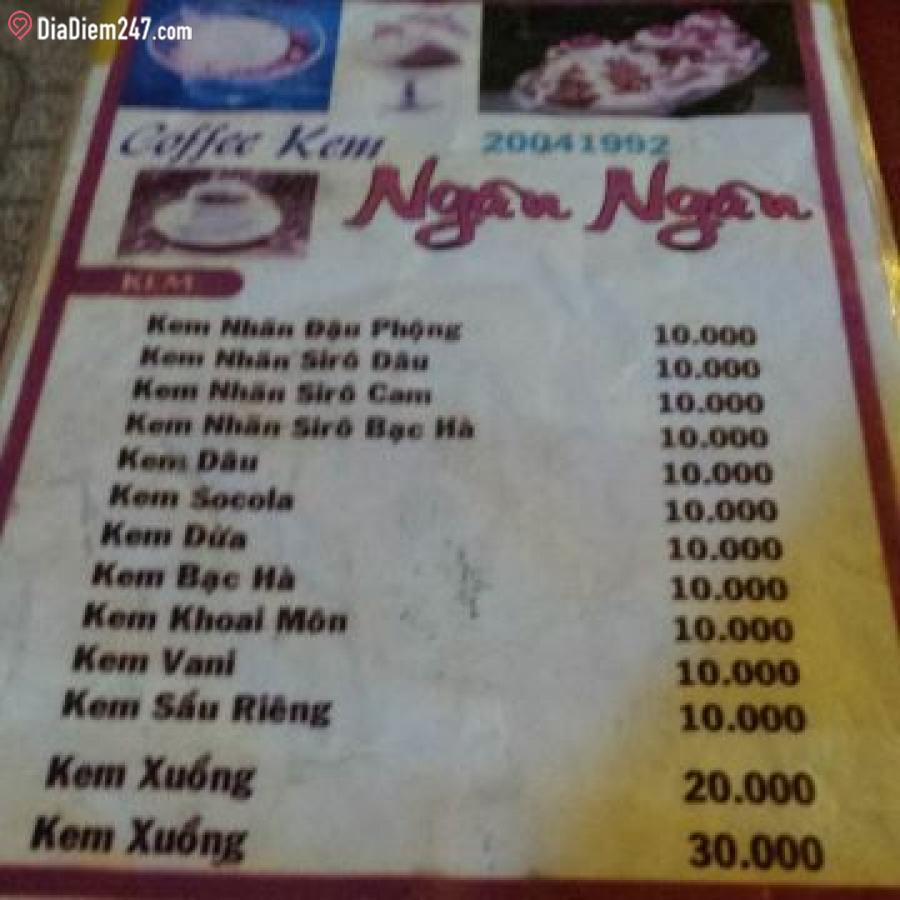 DiaDiem247.com
Coffee Kem 20041992
Ngân Ngân
KEM
Kem Nhân Đậu Phộng 10.000
Kem Nhân Sirô Dâu 10.000
Kem Nhân Sirô Cam 10.000
Kem Nhân Sirô Bạc Hà 10.000
Kem Dâu 10.000
Kem Socola 10.000
Kem Dừa 10.000
Kem Bạc Hà 10.000
Kem Khoai Môn 10.000
Kem Vani 10.000
Kem Sầu Riêng 10.000
Kem Xuồng 20.000
Kem Xuồng 30.000